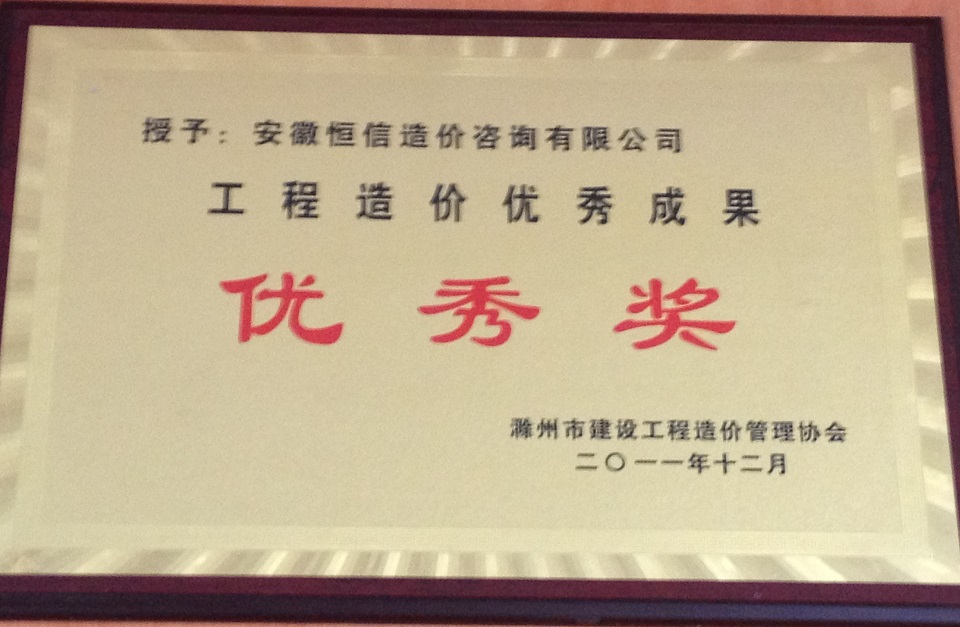 授予：安徽恒信造价咨询有限公司
工程造价优秀成果
优秀奖
滁州市建设工程造价管理协会
二〇一一年十二月